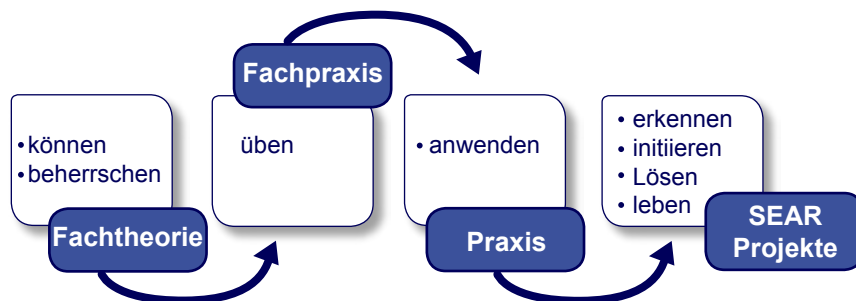 • können
• beherrschen
Fachtheorie
Fachpraxis
üben
• anwenden
Praxis
• erkennen
• initiieren
• Lösen
• leben
SEAR
Projekte